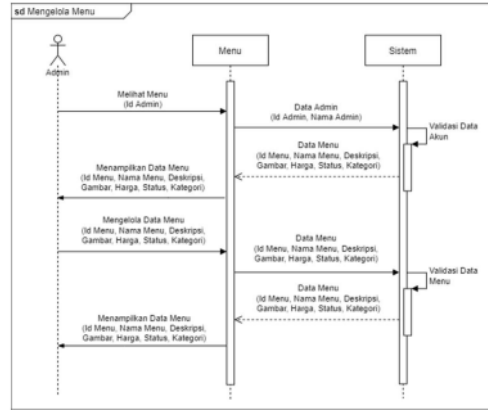 sd Mengelola Menu
Admin
Menu
Sistem
Melihat Menu
(Id Admin)
Data Admin
(Id Admin, Nama Admin)
Validasi Data
Akun
Data Menu
(Id Menu, Nama Menu, Deskripsi,
Gambar, Harga, Status, Kategori)
Menampilkan Data Menu
(Id Menu, Nama Menu, Deskripsi,
Gambar, Harga, Status, Kategori)
Mengelola Data Menu
(Id Menu, Nama Menu, Deskripsi,
Gambar, Harga, Status, Kategori)
Data Menu
(Id Menu, Nama Menu, Deskripsi,
Gambar, Harga, Status, Kategori)
Validasi Data
Menu
Data Menu
(Id Menu, Nama Menu, Deskripsi,
Gambar, Harga, Status, Kategori)
Menampilkan Data Menu
(Id Menu, Nama Menu, Deskripsi,
Gambar, Harga, Status, Kategori)